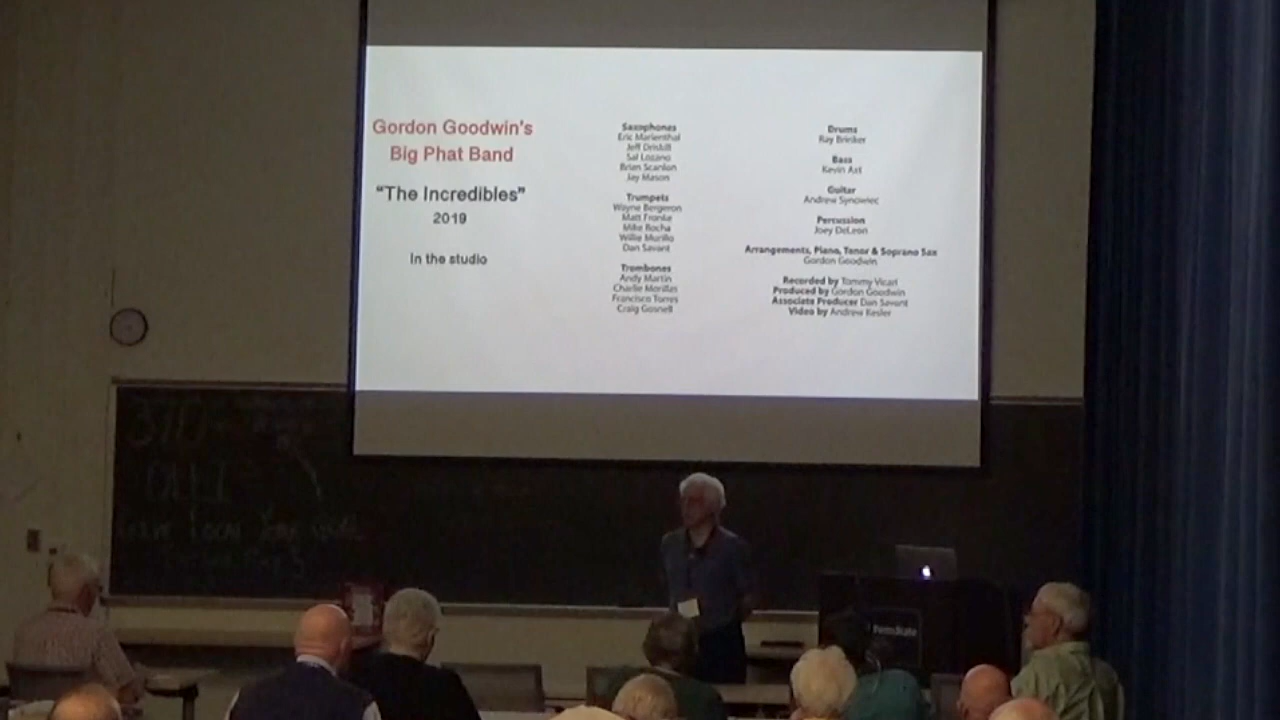 Gordon Goodwin's
Big Phat Band
"The Incredibles"
2019
In the studio
Saxophones
Eric Marienthal
Jeff Driskill
Sal Lozano
Brian Scanlon
Jay Mason
Trumpets
Wayne Bergeron
Matt Fronke
Mike Rocha
Willie Murillo
Dan Savant
Trombones
Andy Martin
Charlie Morillas
Francisco Torres
Craig Gosnell
Drums
Ray Brinker
Bass
Kevin Axt
Guitar
Andrew Synowiec
Percussion
Joey DeLeon
Arrangements, Piano, Tenor & Soprano Sax
Gordon Goodwin
Recorded by Tommy Vicari
Produced by Gordon Goodwin
Associate Producer Dan Savant
Video by Andrew Kesler
370
OLLI
PennState